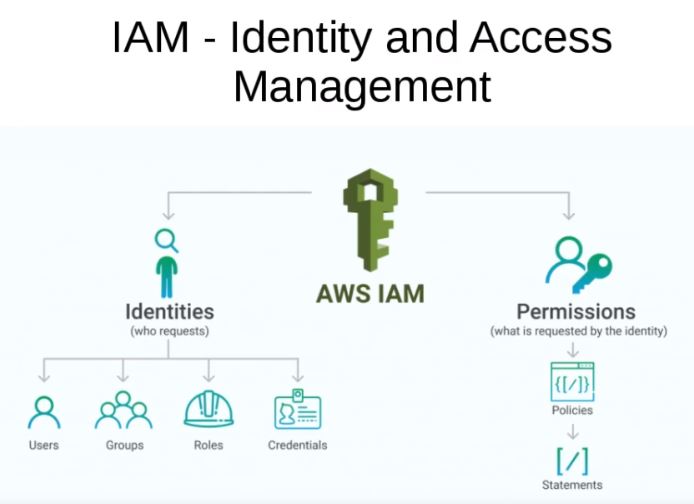 IAM - Identity and Access
Management
AWS IAM
Identities
(who requests)
Users
Groups
Roles
Credentials
Permissions
(what is requested by the identity)
{[/]}
Policies
[/]
Statements